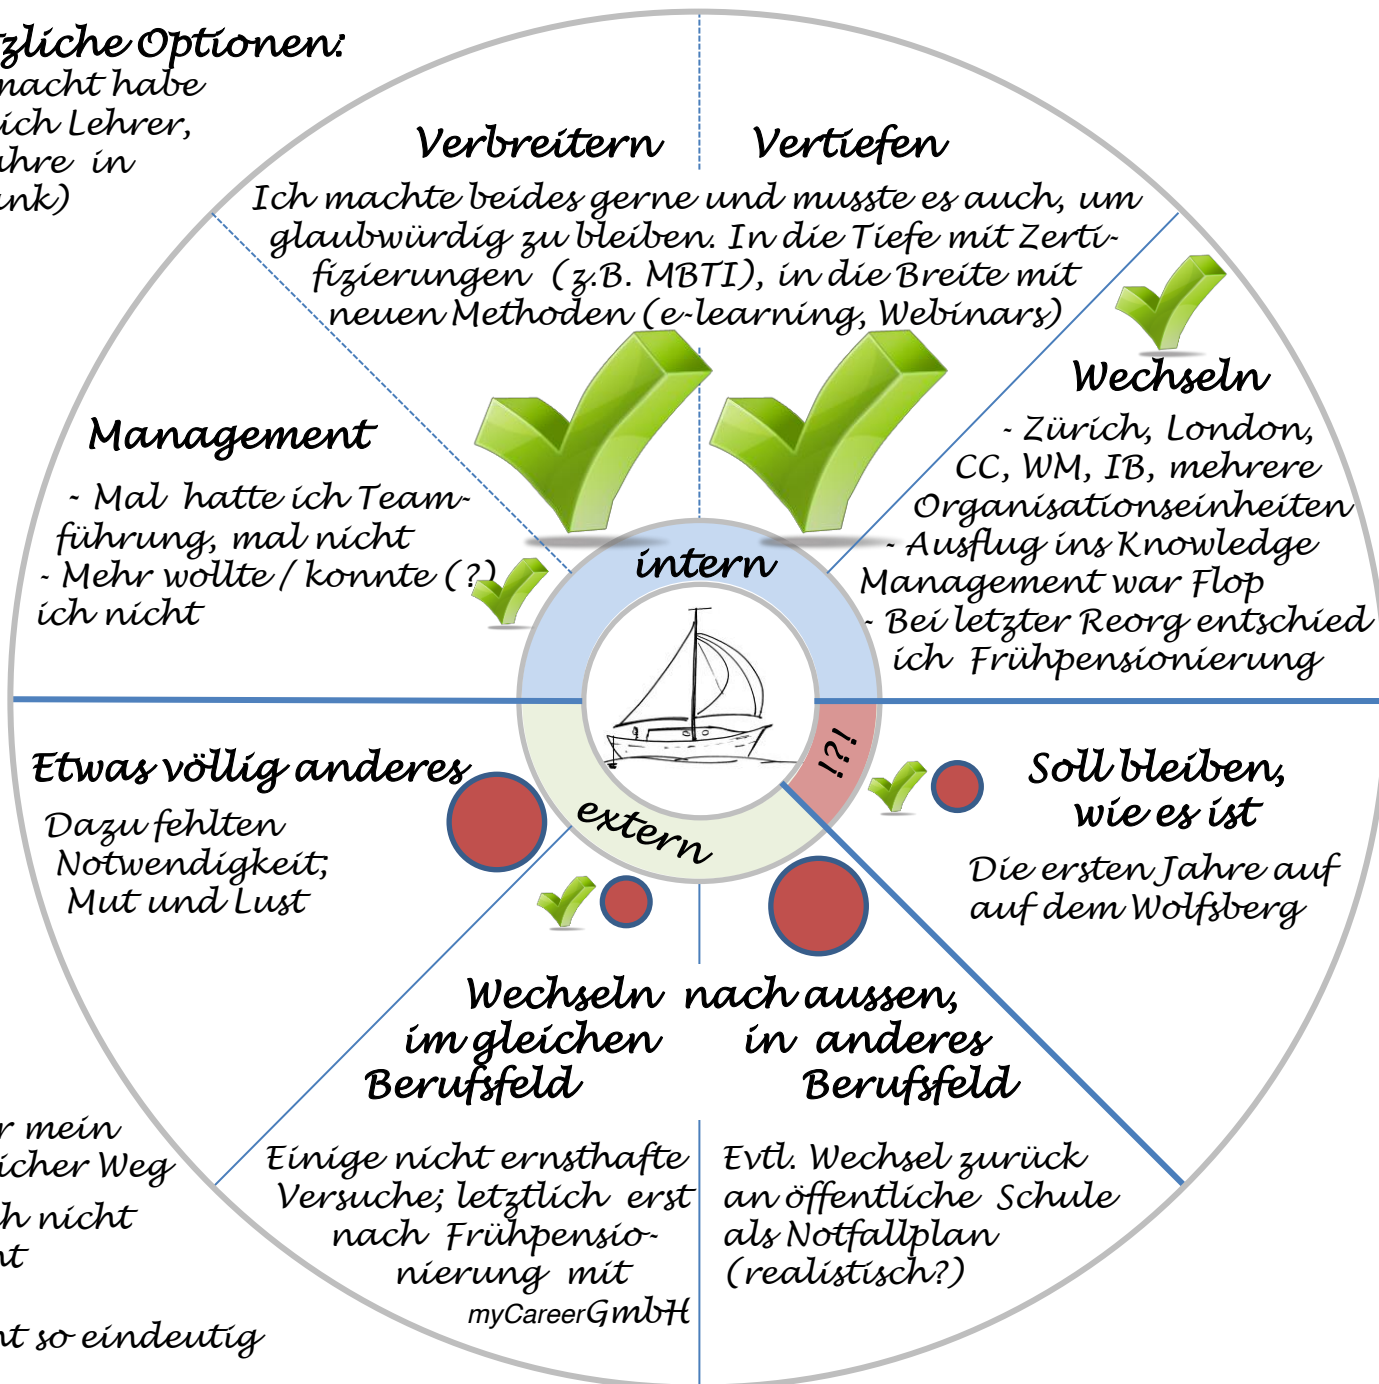 zliche Optionen:
macht habe
ich Lehrer,
ahre in
ank)
Verbreitern
Vertiefen
Ich machte beides gerne und musste es auch, um
glaubwürdig zu bleiben. In die Tiefe mit Zerti-
fizierungen (z.B. MBTI), in die Breite mit
neuen Methoden (e-learning, Webinars)
Wechseln
- Zürich, London,
CC, WM, IB, mehrere
Organisationseinheiten
- Ausflug ins Knowledge
Management war Flop
- Bei letzter Reorg entschied
ich Frühpensionierung
Management
- Mal hatte ich Team-
führung, mal nicht
- Mehr wollte / konnte (?)
ich nicht
intern
extern
!?!
Etwas völlig anderes
Dazu fehlten
Notwendigkeit;
Mut und Lust
Soll bleiben,
wie es ist
Die ersten Jahre auf
auf dem Wolfsberg
Wechseln nach aussen,
im gleichen
Berufsfeld
in anderes
Berufsfeld
Einige nicht ernsthafte
Versuche; letztlich erst
nach Frühpensio-
nierung mit
myCareerGmbH
Evtl. Wechsel zurück
an öffentliche Schule
als Notfallplan
(realistisch?)
r mein
icher Weg
h nicht
nt
nt so eindeutig